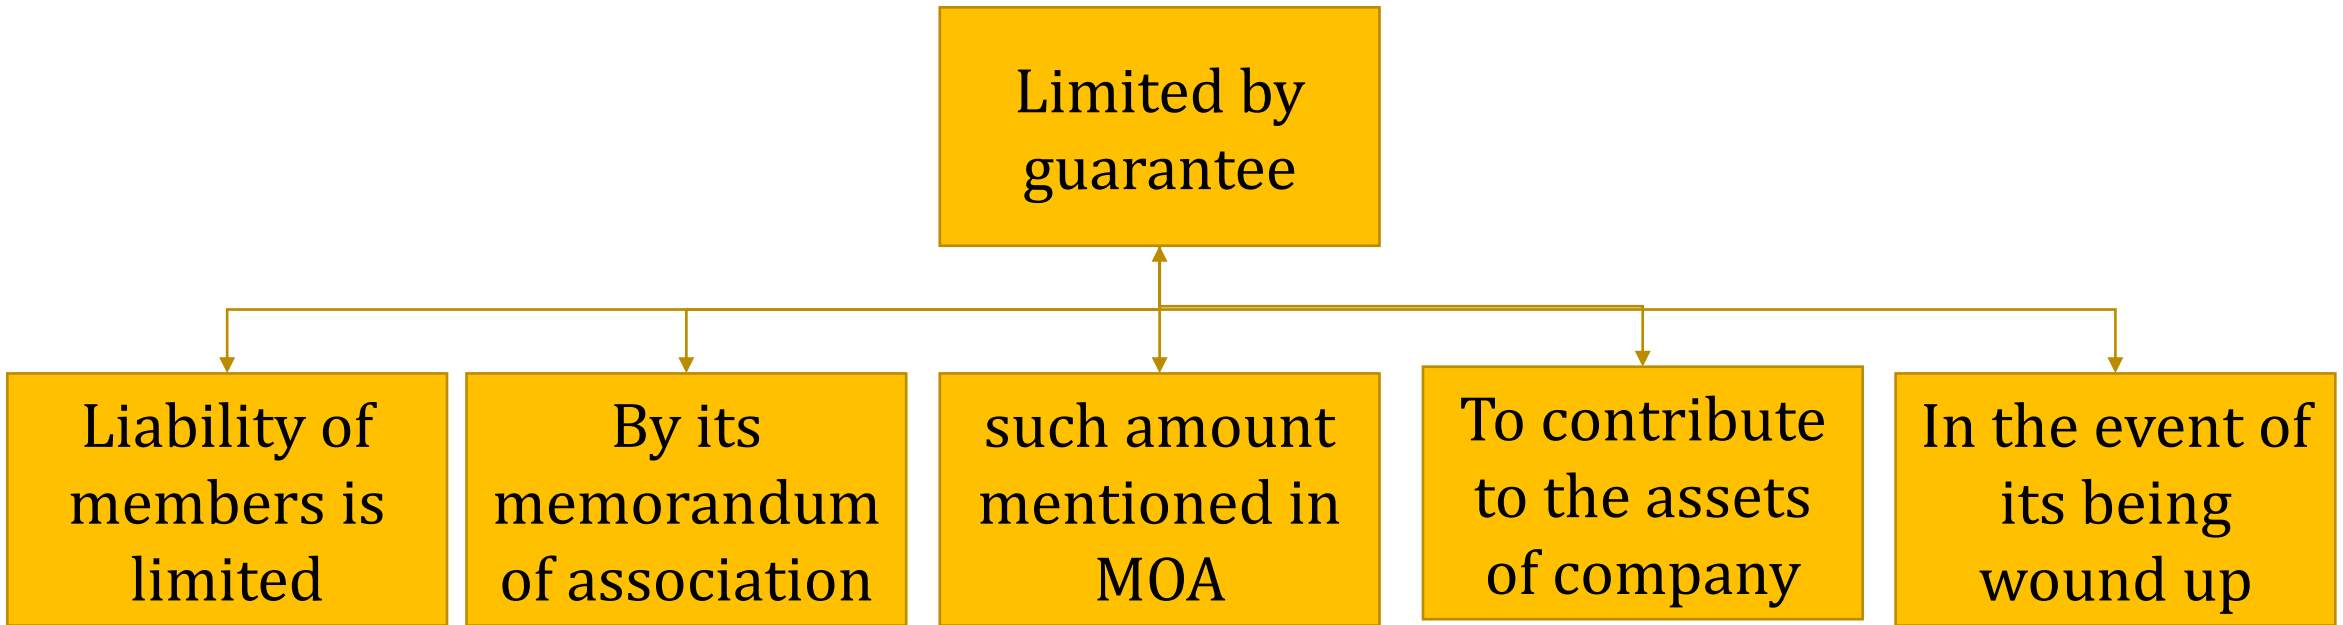 Limited by
guarantee
Liability of
members is
limited
By its
memorandum
of association
such amount
mentioned in
MOA
To contribute
to the assets
of company
In the event of
its being
wound up